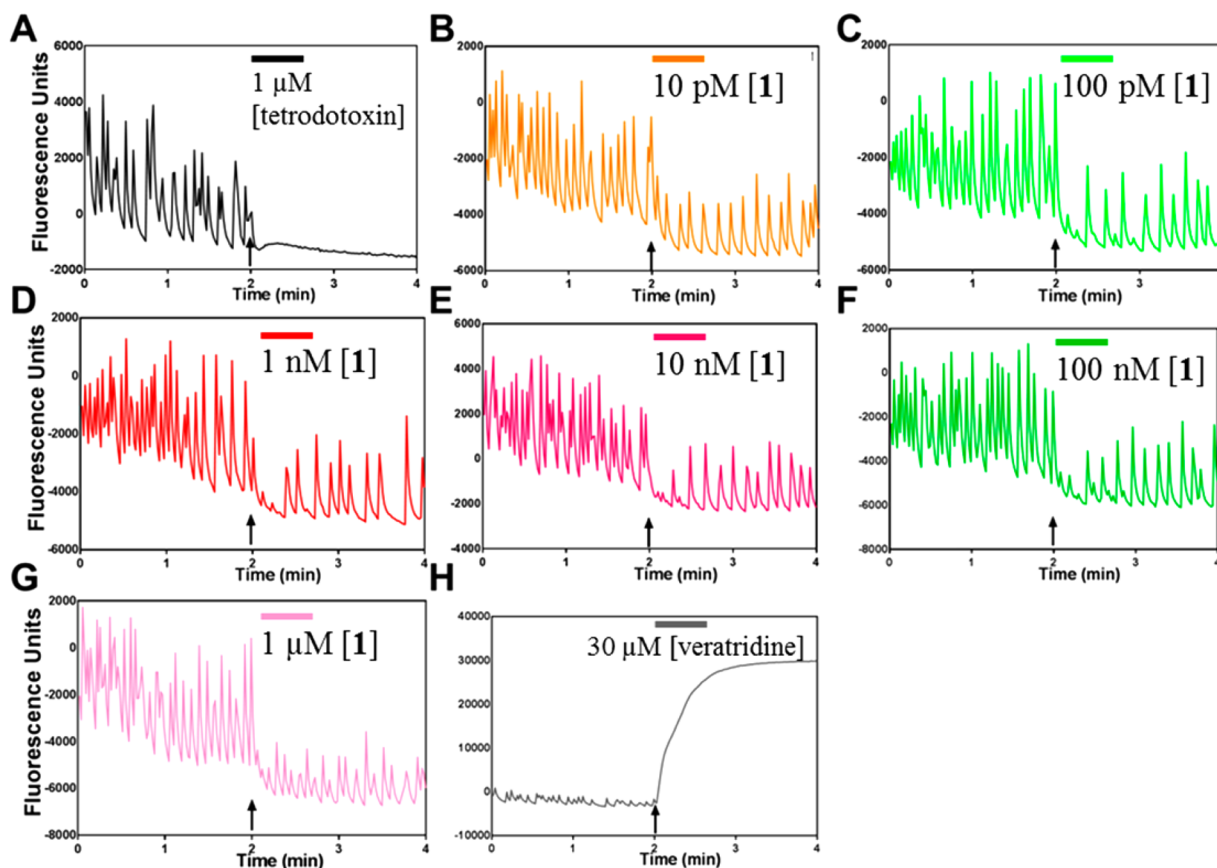 A
Fluorescence Units
6000
4000
2000
0
-2000
1 µM
[tetrodotoxin]
0 1 2 3 4
Time (min)
B
2000
0
-2000
-4000
-6000
10 pM [1]
0 1 2 3 4
Time (min)
C
2000
0
-2000
-4000
-6000
100 pM [1]
0 1 2 3
Time (min)
D
Fluorescence Units
2000
0
-2000
-4000
-6000
1 nM [1]
0 1 2 3 4
Time (min)
E
6000
4000
2000
0
-2000
-4000
10 nM [1]
0 1 2 3 4
Time (min)
F
2000
0
-2000
-4000
-6000
-8000
100 nM [1]
0 1 2 3 4
Time (min)
G
Fluorescence Units
2000
0
-2000
-4000
-6000
-8000
1 µM [1]
0 1 2 3 4
Time (min)
H
40000
30000
20000
10000
0
-10000
30 µM [veratridine]
0 1 2 3 4
Time (min)